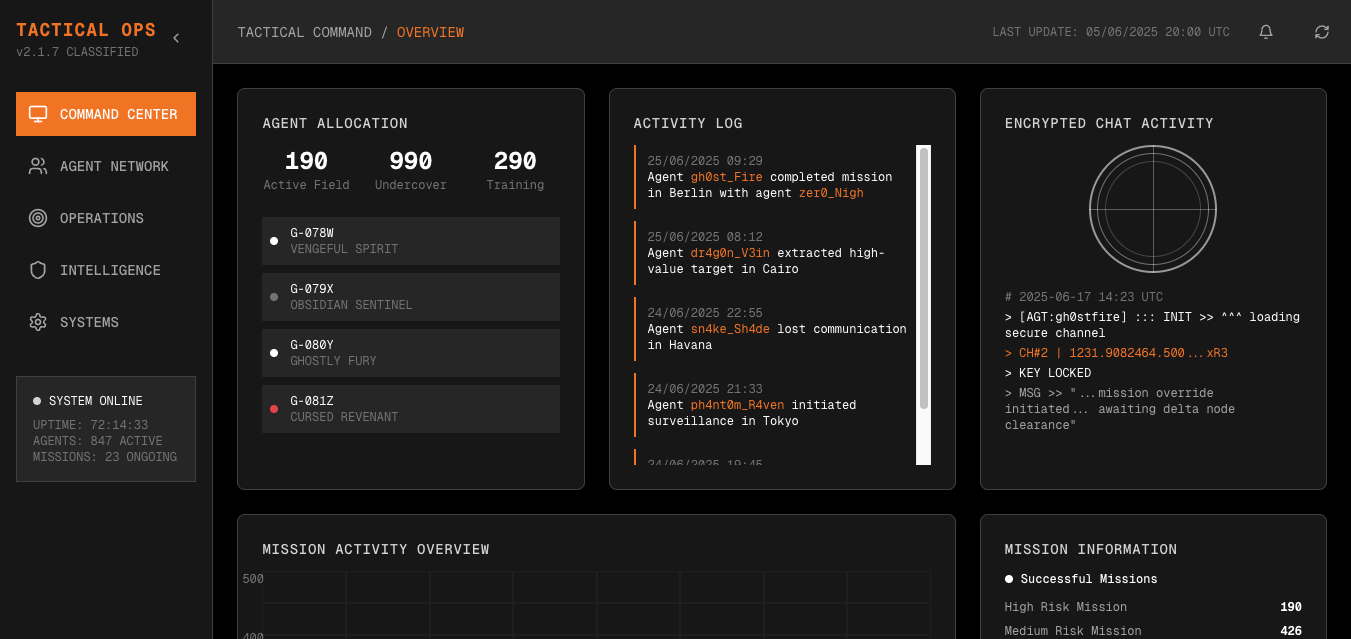 TACTICAL OPS
v2.1.7 CLASSIFIED
COMMAND CENTER
AGENT NETWORK
OPERATIONS
INTELLIGENCE
SYSTEMS
SYSTEM ONLINE
UPTIME: 72:14:33
AGENTS: 847 ACTIVE
MISSIONS: 23 ONGOING
TACTICAL COMMAND / OVERVIEW
LAST UPDATE: 05/06/2025 20:00 UTC
AGENT ALLOCATION
190 990 290
Active Field Undercover Training
G-078W
VENGEFUL SPIRIT
G-079X
OBSIDIAN SENTINEL
G-080Y
GHOSTLY FURY
G-081Z
CURSED REVENANT
ACTIVITY LOG
25/06/2025 09:29
Agent gh0st_Fire completed mission
in Berlin with agent zer0_Nigh
25/06/2025 08:12
Agent dr4g0n_V3in extracted high-
value target in Cairo
24/06/2025 22:55
Agent sn4ke_Sh4de lost communication
in Havana
24/06/2025 21:33
Agent ph4nt0m_R4ven initiated
surveillance in Tokyo
24/06/2025 19:45
ENCRYPTED CHAT ACTIVITY
# 2025-06-17 14:23 UTC
> [AGT:gh0stfire] ::: INIT >> ^^^ loading
secure channel
> CH#2 | 1231.9082464.500...xR3
> KEY LOCKED
> MSG >> "...mission override
initiated... awaiting delta node
clearance"
MISSION ACTIVITY OVERVIEW
500
400
MISSION INFORMATION
Successful Missions
High Risk Mission 190
Medium Risk Mission 426